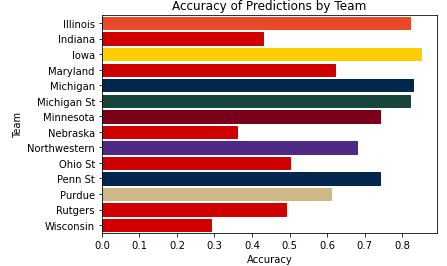 Accuracy of Predictions by Team
Team
Illinois
Indiana
Iowa
Maryland
Michigan
Michigan St
Minnesota
Nebraska
Northwestern
Ohio St
Penn St
Purdue
Rutgers
Wisconsin
0.0 0.1 0.2 0.3 0.4 0.5 0.6 0.7 0.8
Accuracy